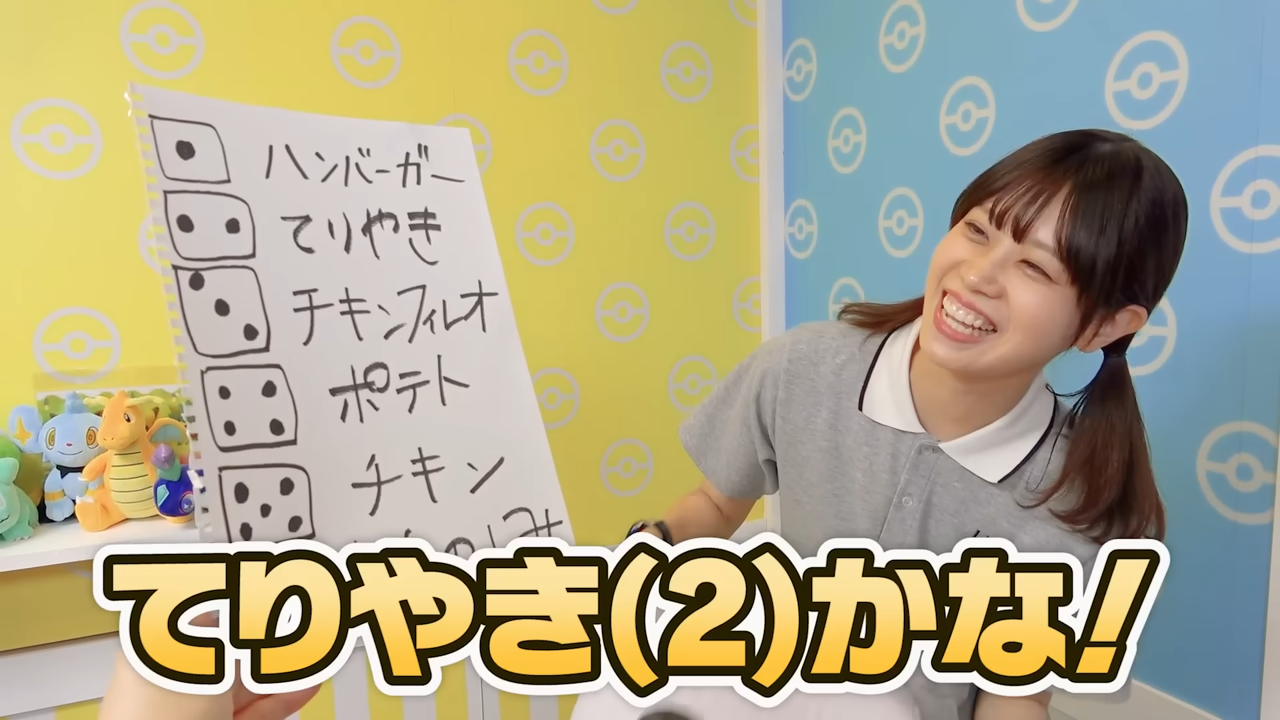 ハンバーガー
てりやき
チキンフィレオ
ポテト
チキン
てりやき(2)かな!